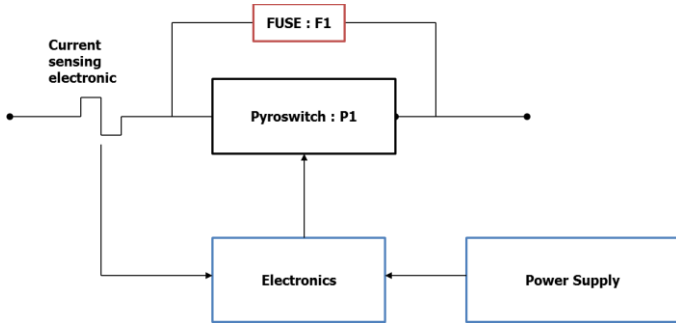 FUSE : F1
Current
sensing
electronic
Pyroswitch : P1
Electronics
Power Supply